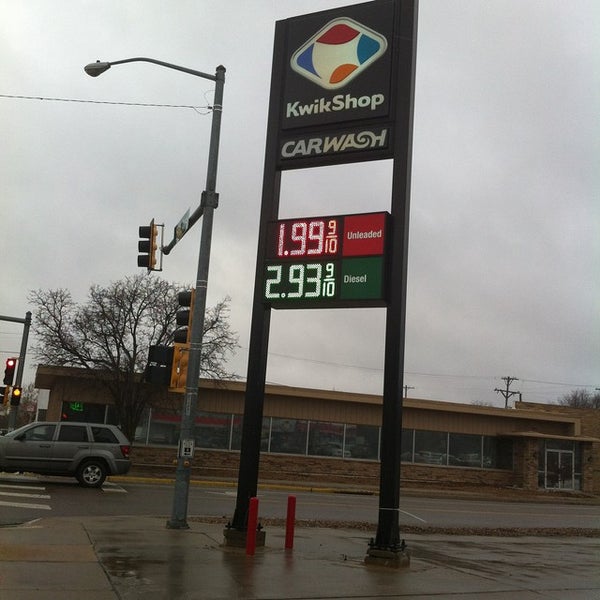 KwikShop
CARWASH
1.99 9/10 Unleaded
2.93 9/10 Diesel